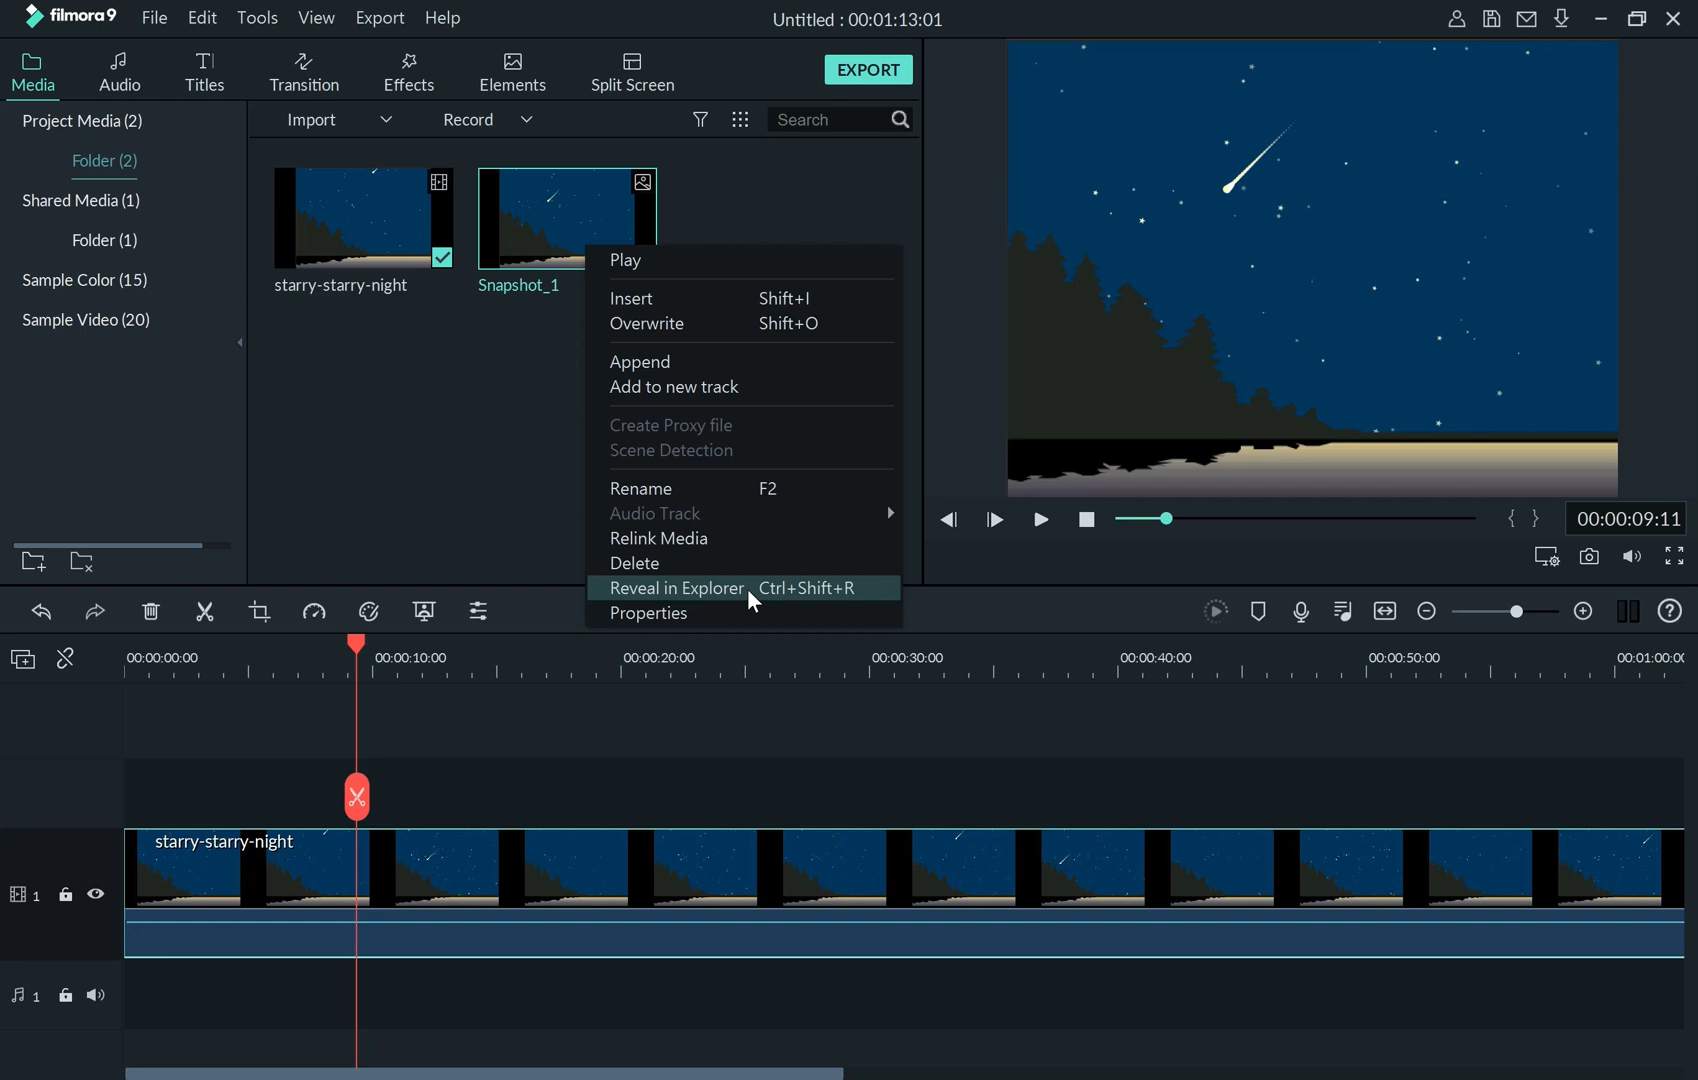 filmora9 File Edit Tools View Export Help Untitled : 00:01:13:01
Media Audio Titles Transition Effects Elements Split Screen EXPORT
Project Media (2)
Folder (2)
Shared Media (1)
Folder (1)
Sample Color (15)
Sample Video (20)
Import Record Search
starry-starry-night Snapshot_1
Play
Insert Shift+I
Overwrite Shift+O
Append
Add to new track
Create Proxy file
Scene Detection
Rename F2
Audio Track
Relink Media
Delete
Reveal in Explorer Ctrl+Shift+R
Properties
00:00:09:11
00:00:00:00 00:00:10:00 00:00:20:00 00:00:30:00 00:00:40:00 00:00:50:00 00:01:00:00
starry-starry-night
1
1